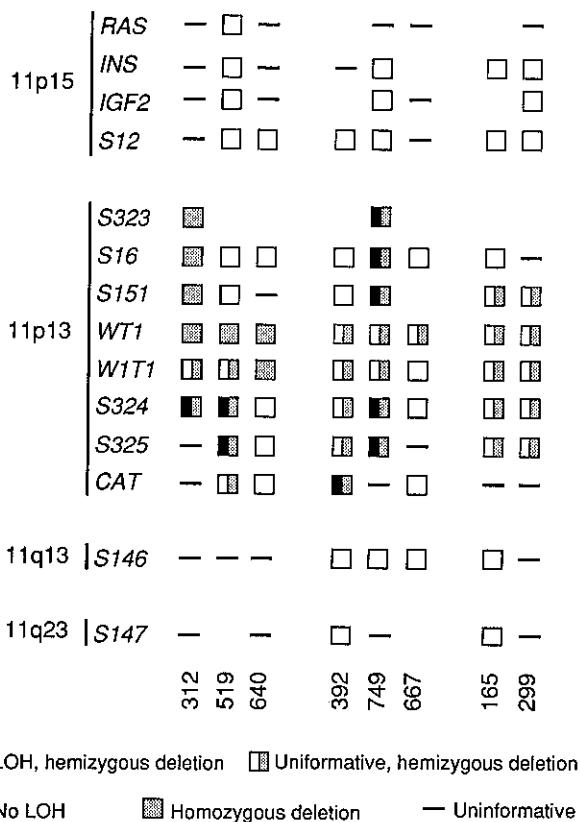 RAS
11p15 INS
IGF2
S12
S323
S16
S151
11p13 WT1
W1T1
S324
S325
CAT
11q13 S146
11q23 S147
312 519 640 392 749 667 165 299
LOH, hemizygous deletion Uniformative, hemizygous deletion
No LOH Homozygous deletion Uninformative